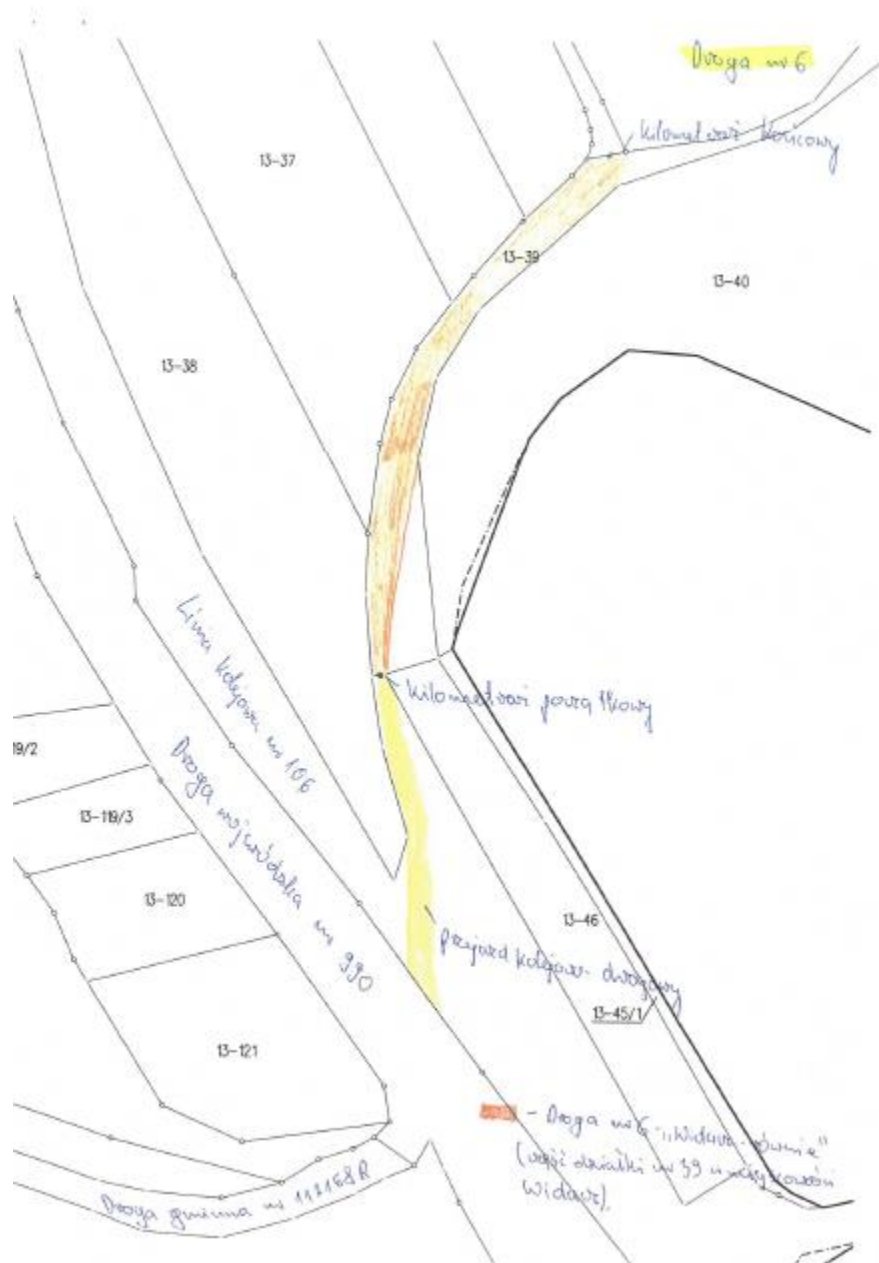 Droga nr 6
kilometraż końcowy
13-37
13-39
13-40
13-38
Linia kolejowa nr 106
kilometraż początkowy
19/2
13-119/3
Droga wojewódzka nr 990
13-120
13-46
przejazd kolejowo-drogowy
13-45/1
13-121
- Droga nr 6 - „Widacz-
(część działki nr 39 w
Widacz).
Droga gminna nr 113168R